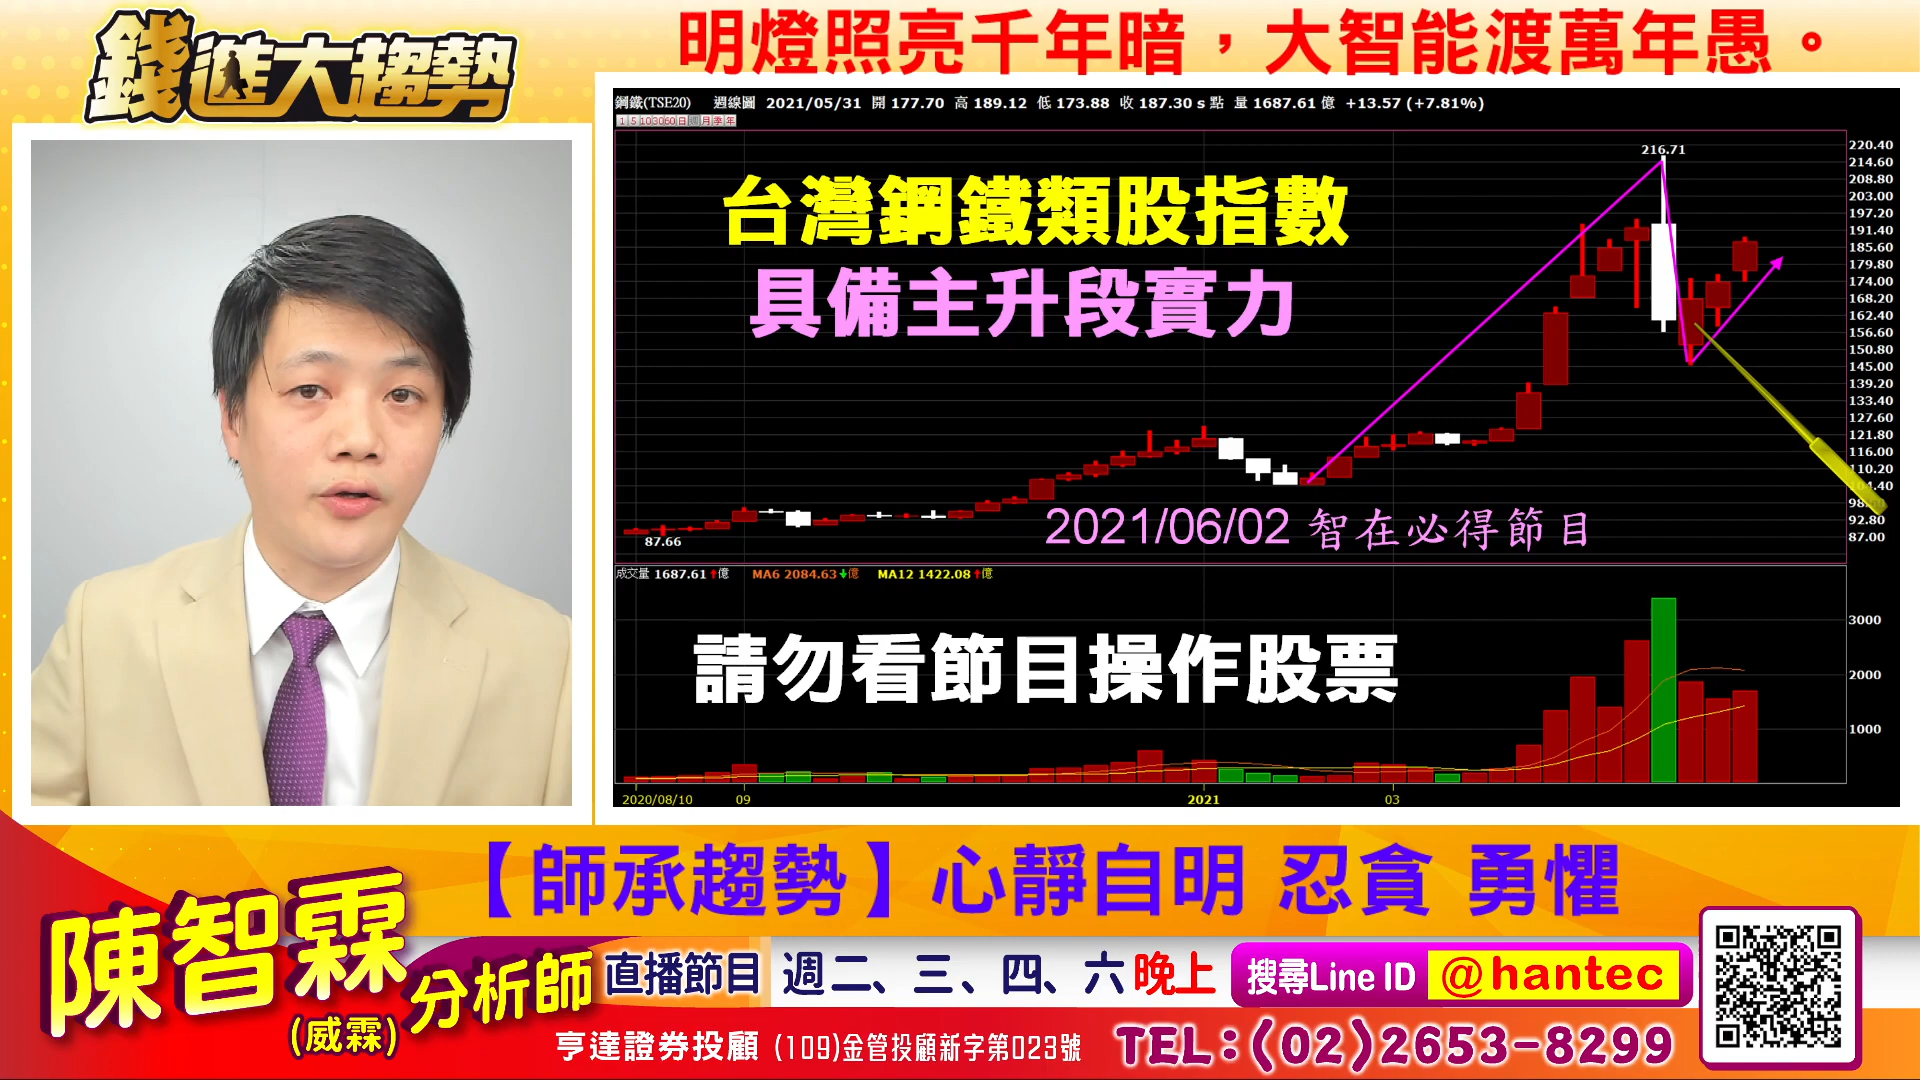 錢進大趨勢
明燈照亮千年暗，大智能渡萬年愚。
鋼鐵(TSE20) 週線圖 2021/05/31 開 177.70 高 189.12 低 173.88 收 187.30 s 點 量 1687.61 億 +13.57 (+7.81%)
1 5 10 30 60 日 週 月 季 年
216.71
台灣鋼鐵類股指數
具備主升段實力
87.66
2021/06/02 智在必得節目
220.40
214.60
208.80
203.00
197.20
191.40
185.60
179.80
174.00
168.20
162.40
156.60
150.80
145.00
139.20
133.40
127.60
121.80
116.00
110.20
92.80
87.00
成交量 1687.61↑億 MA6 2084.63↓億 MA12 1422.08↑億
請勿看節目操作股票
3000
2000
1000
2020/08/10 09 2021 03
【師承趨勢】心靜自明 忍貪 勇懼
陳智霖
(威霖)
分析師
直播節目 週二、三、四、六晚上
搜尋Line ID @hantec
亨達證券投顧 (109)金管投顧新字第023號 TEL:(02)2653-8299